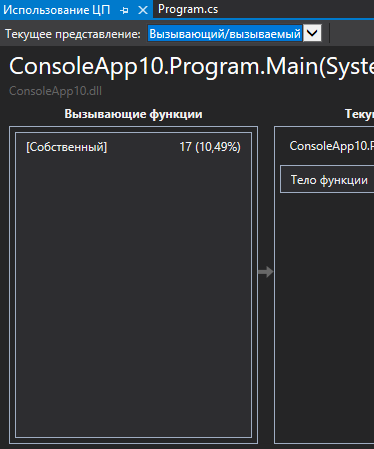 Использование ЦП
Program.cs
Текущее представление: Вызывающий/вызываемый
ConsoleApp10.Program.Main(Syste
ConsoleApp10.dll
Вызывающие функции
Теку
[Собственный] 17 (10,49%)
ConsoleApp10.P
Тело функции